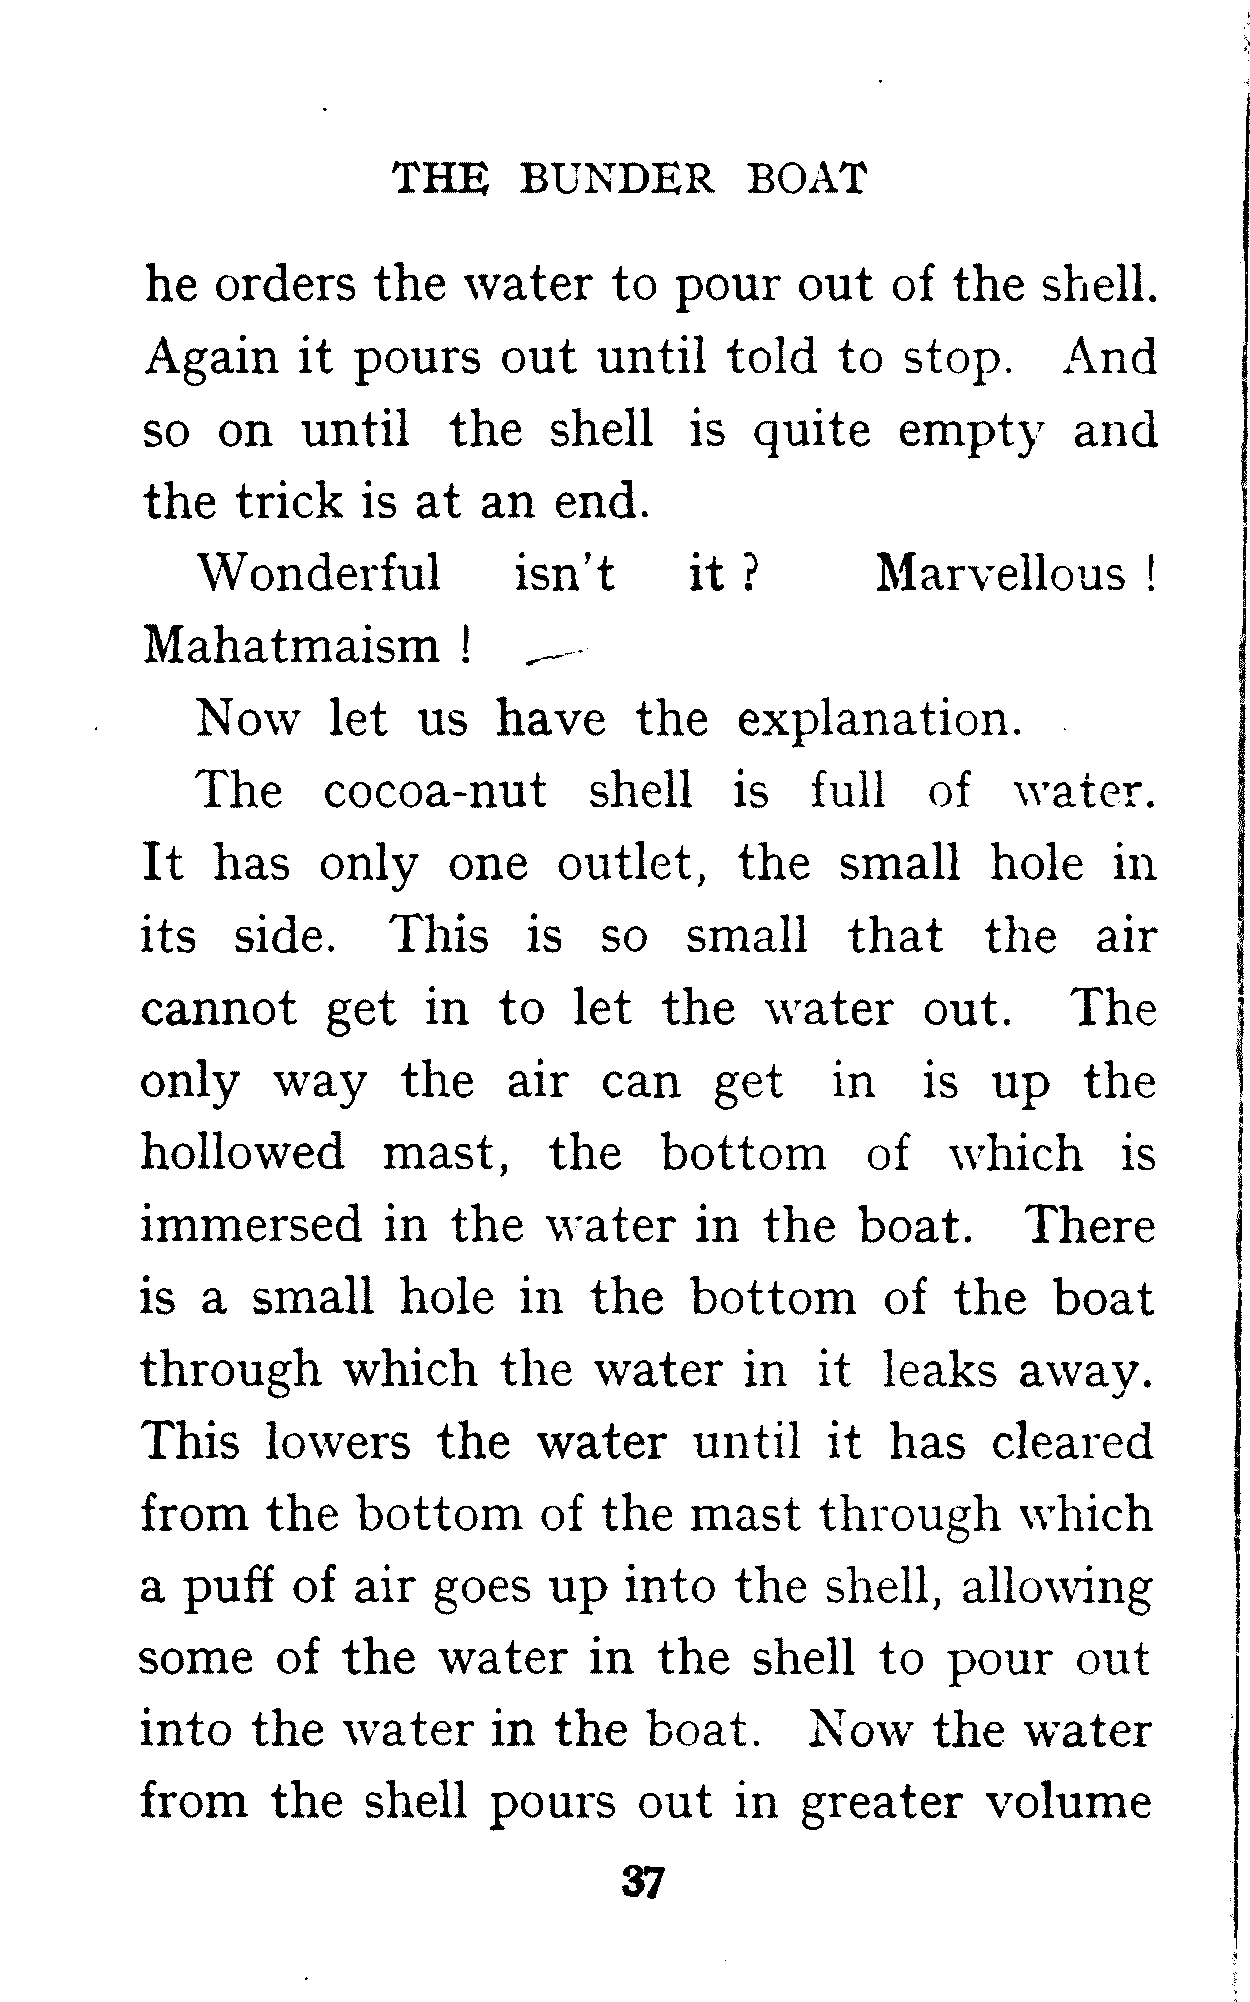 THE BUNDER BOAT
he orders the water to pour out of the shell.
Again it pours out until told to stop. And
so on until the shell is quite empty and
the trick is at an end.
Wonderful isn't it ? Marvellous !
Mahatmaism !
Now let us have the explanation.
The cocoa-nut shell is full of water.
It has only one outlet, the small hole in
its side. This is so small that the air
cannot get in to let the water out. The
only way the air can get in is up the
hollowed mast, the bottom of which is
immersed in the water in the boat. There
is a small hole in the bottom of the boat
through which the water in it leaks away.
This lowers the water until it has cleared
from the bottom of the mast through which
a puff of air goes up into the shell, allowing
some of the water in the shell to pour out
into the water in the boat. Now the water
from the shell pours out in greater volume
37